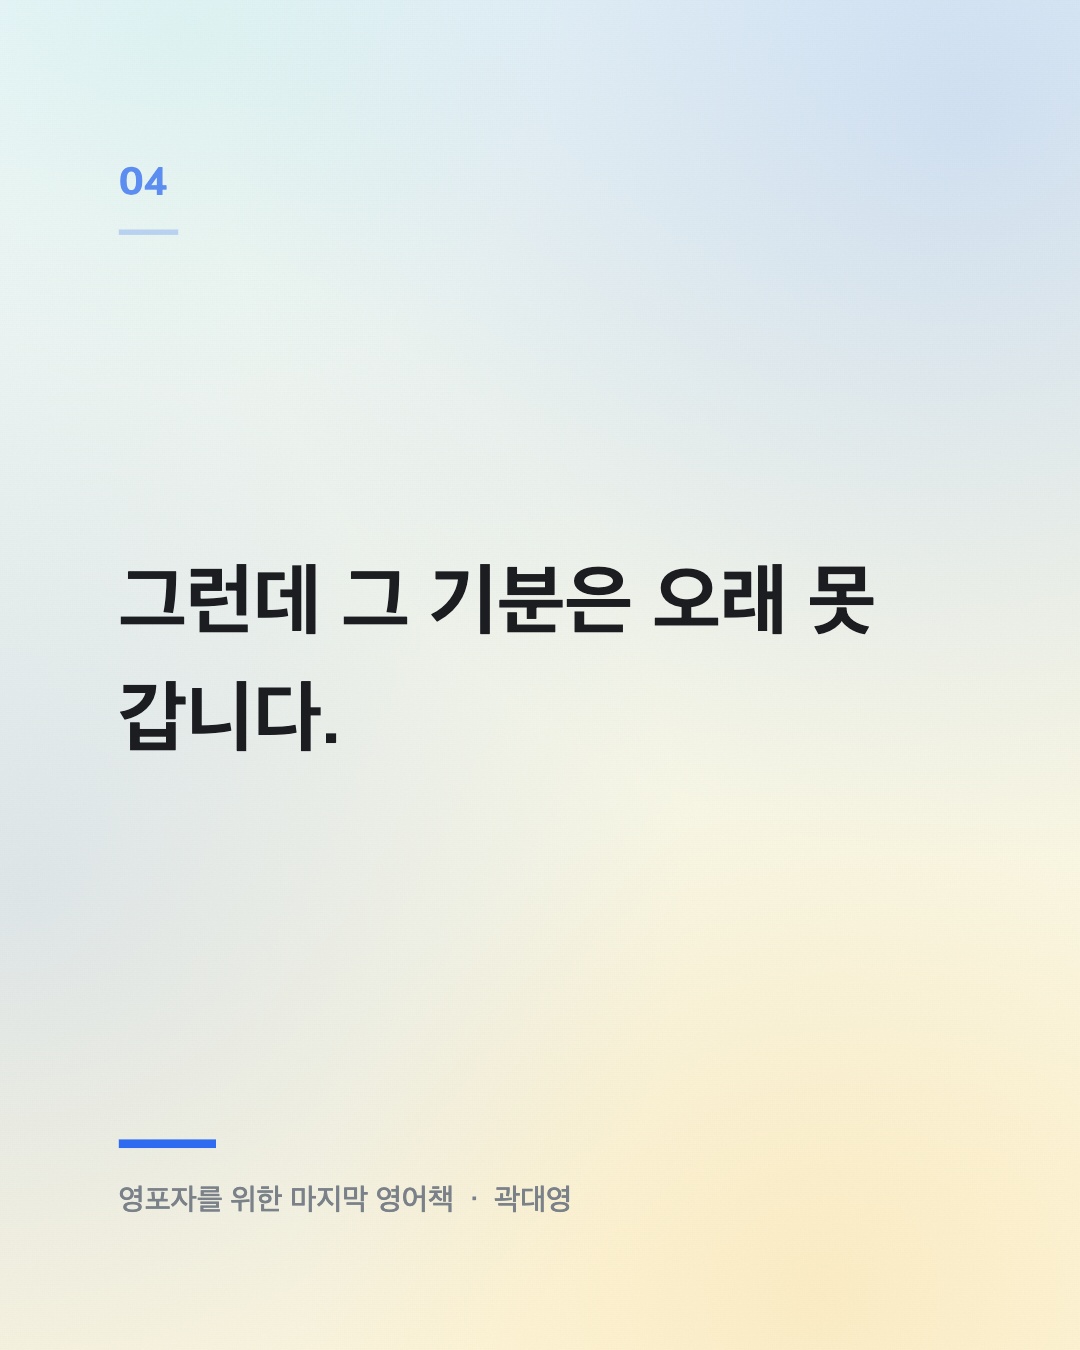 04
그런데 그 기분은 오래 못
갑니다.
영포자를 위한 마지막 영어책 · 곽대영